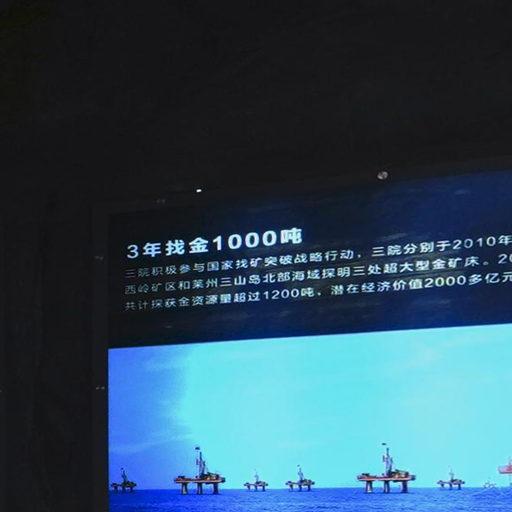 3年找金1000吨
三院积极参与国家找矿突破战略行动，三院分别于2010年
西岭矿区和莱州三山岛北部海域探明三处超大型金矿床。20
共计探获金资源量超过1200吨，潜在经济价值2000多亿元